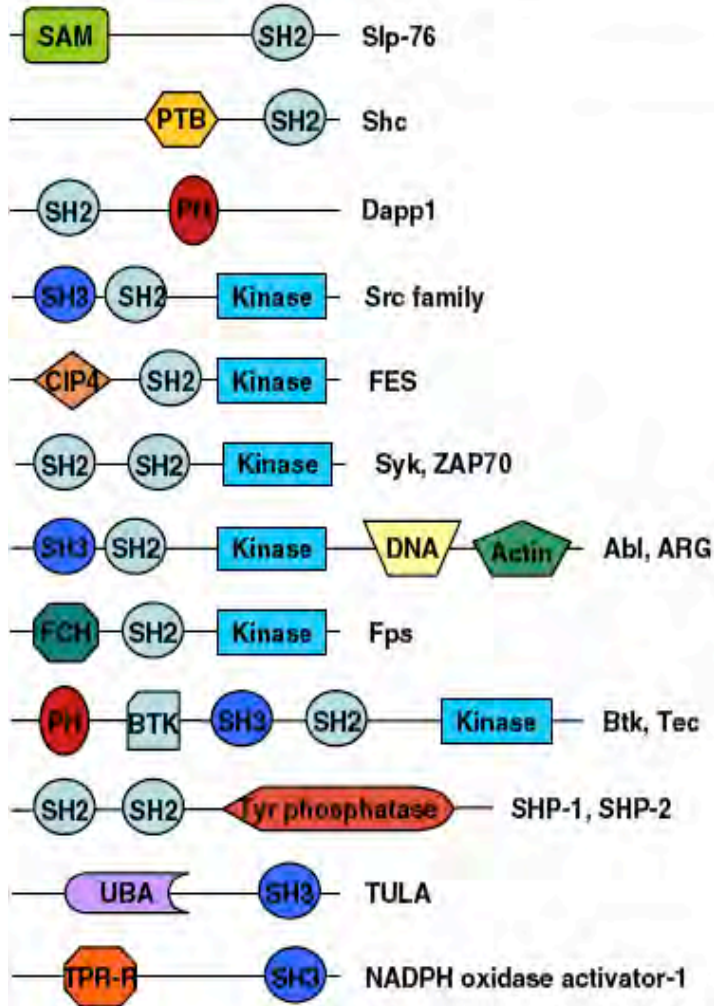 SAM SH2 Slp-76
PTB SH2 Shc
SH2 PH Dapp1
SH3 SH2 Kinase Src family
CIP4 SH2 Kinase FES
SH2 SH2 Kinase Syk, ZAP70
SH3 SH2 Kinase DNA Actin Abl, ARG
FCH SH2 Kinase Fps
PH BTK SH3 SH2 Kinase Btk, Tec
SH2 SH2 Tyr phosphatase SHP-1, SHP-2
UBA SH3 TULA
TPR-R SH3 NADPH oxidase activator-1